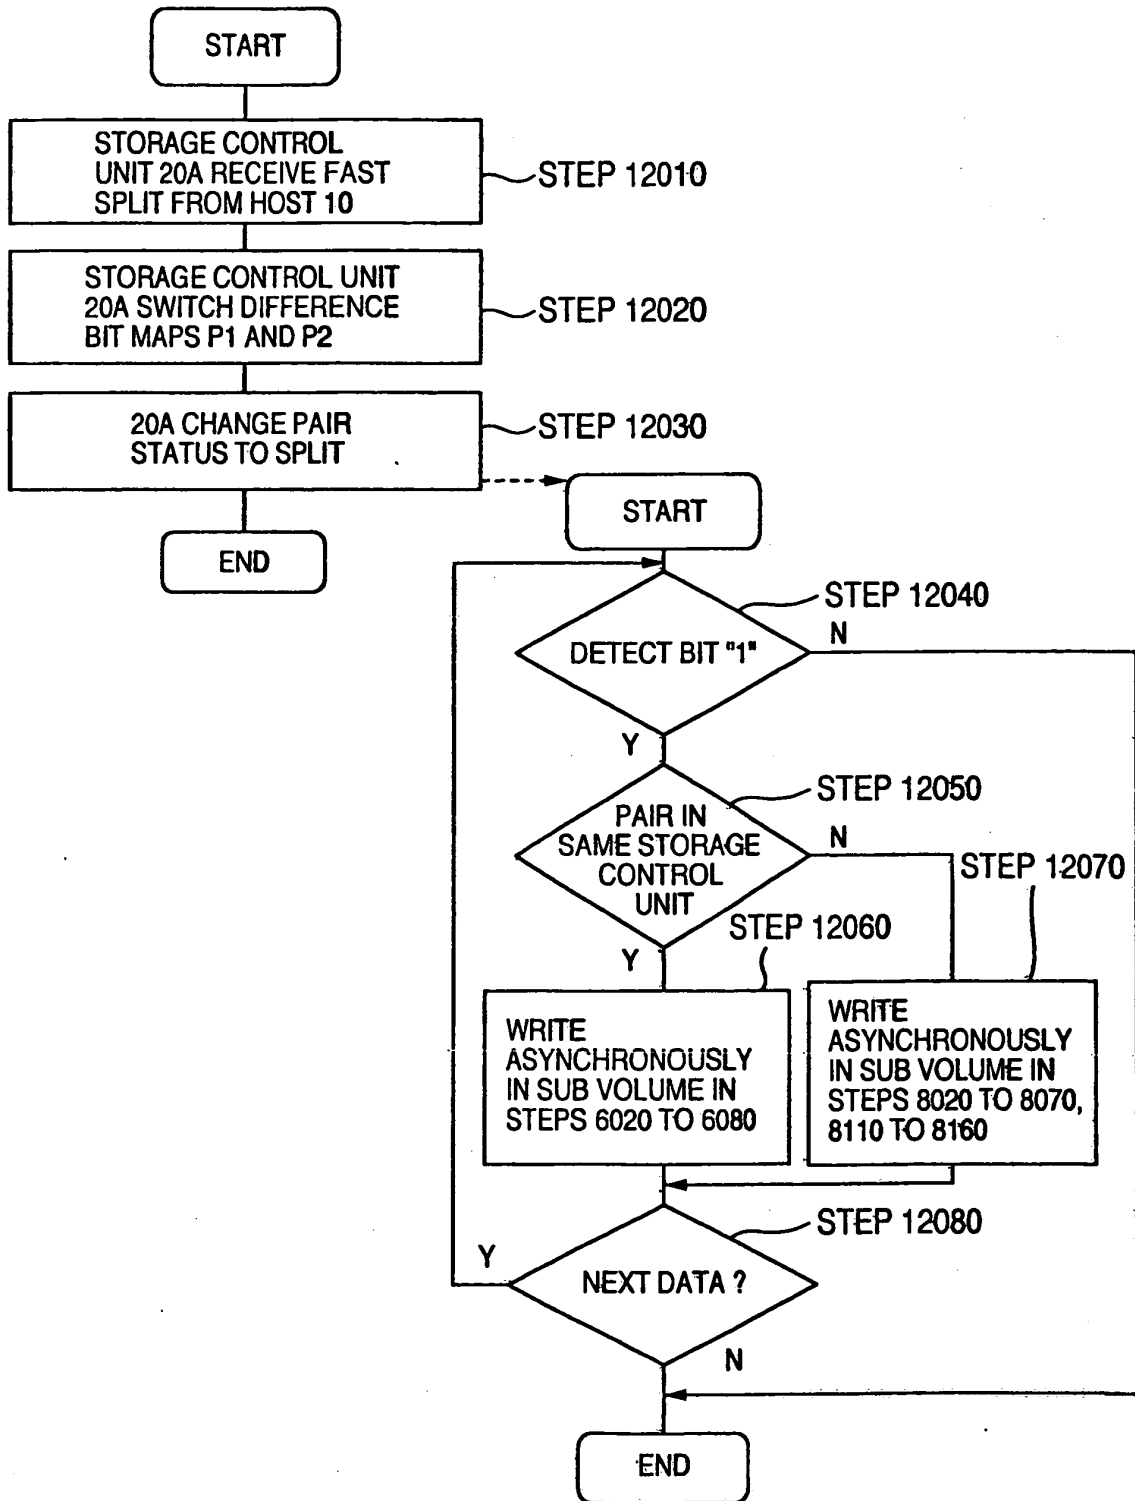 START
STORAGE CONTROL
UNIT 20A RECEIVE FAST
SPLIT FROM HOST 10
STEP 12010
STORAGE CONTROL UNIT
20A SWITCH DIFFERENCE
BIT MAPS P1 AND P2
STEP 12020
20A CHANGE PAIR
STATUS TO SPLIT
STEP 12030
END
START
STEP 12040
DETECT BIT "1"
N
Y
STEP 12050
PAIR IN
SAME STORAGE
CONTROL
UNIT
N
STEP 12070
STEP 12060
Y
WRITE
ASYNCHRONOUSLY
IN SUB VOLUME IN
STEPS 6020 TO 6080
WRITE
ASYNCHRONOUSLY
IN SUB VOLUME IN
STEPS 8020 TO 8070,
8110 TO 8160
STEP 12080
Y
NEXT DATA ?
N
END